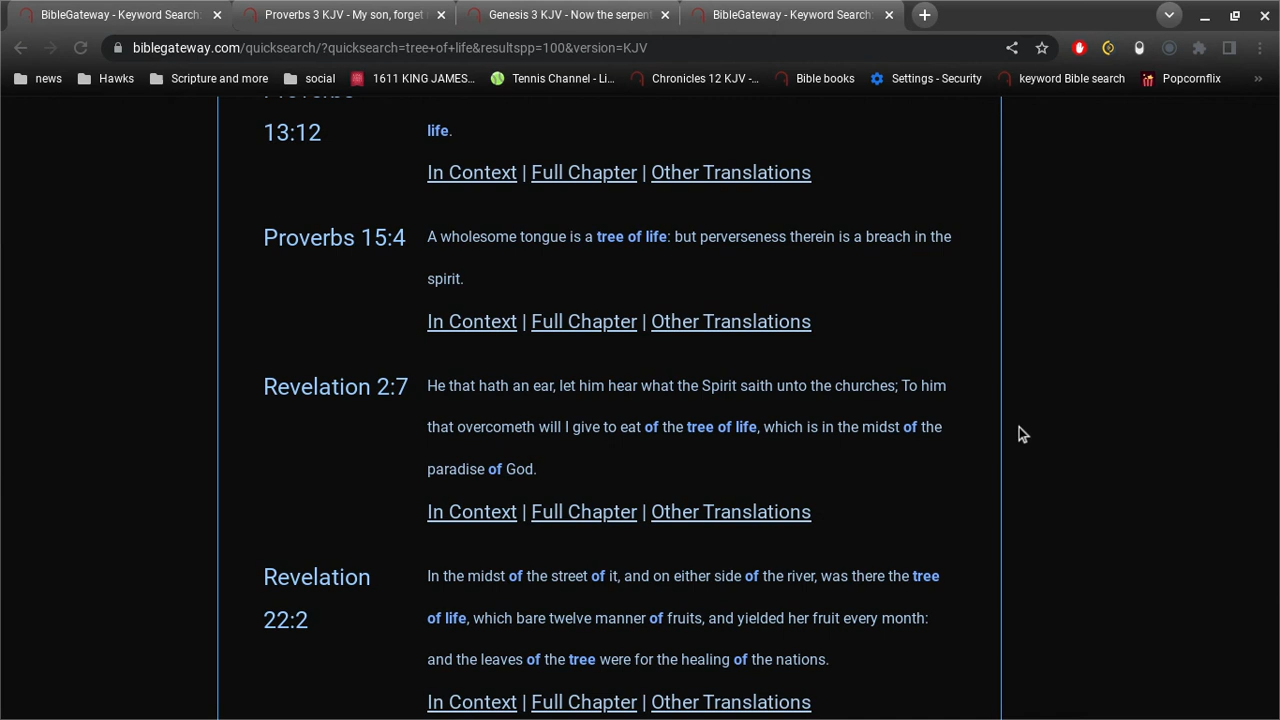 BibleGateway - Keyword Search:
Proverbs 3 KJV - My son, forget
Genesis 3 KJV - Now the serpent
BibleGateway - Keyword Search:
biblegateway.com/quicksearch/?quicksearch=tree+of+life&resultspp=100&version=KJV
news
Hawks
Scripture and more
social
1611 KING JAMES...
Tennis Channel - Li...
Chronicles 12 KJV -...
Bible books
Settings - Security
keyword Bible search
Popcornflix
»
Proverbs
13:12
life.
In Context | Full Chapter | Other Translations
Proverbs 15:4
A wholesome tongue is a tree of life: but perverseness therein is a breach in the
spirit.
In Context | Full Chapter | Other Translations
Revelation 2:7
He that hath an ear, let him hear what the Spirit saith unto the churches; To him
that overcometh will I give to eat of the tree of life, which is in the midst of the
paradise of God.
In Context | Full Chapter | Other Translations
Revelation
22:2
In the midst of the street of it, and on either side of the river, was there the tree
of life, which bare twelve manner of fruits, and yielded her fruit every month:
and the leaves of the tree were for the healing of the nations.
In Context | Full Chapter | Other Translations